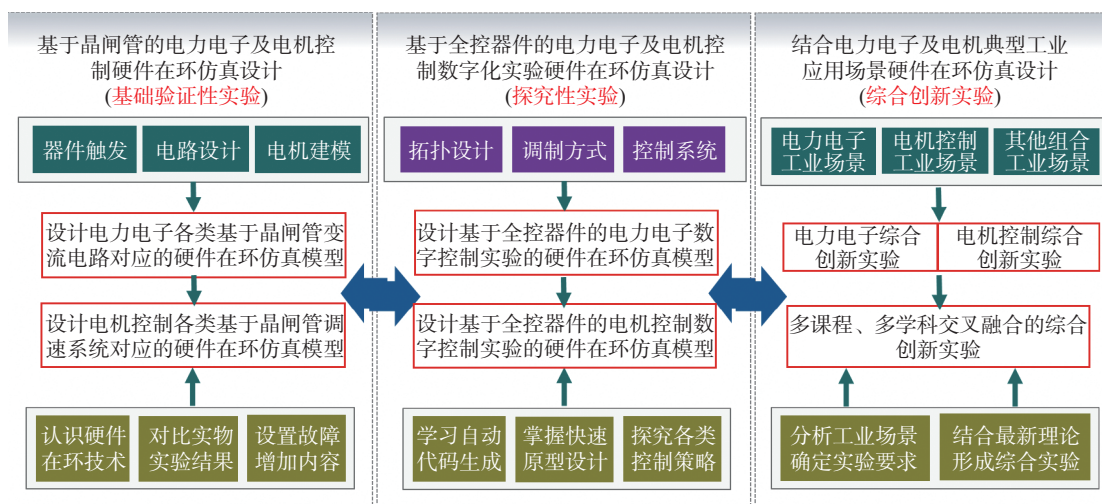 基于晶闸管的电力电子及电机控
制硬件在环仿真设计
(基础验证性实验)
器件触发
电路设计
电机建模
设计电力电子各类基于晶闸管变
流电路对应的硬件在环仿真模型
设计电机控制各类基于晶闸管调
速系统对应的硬件在环仿真模型
认识硬件
在环技术
对比实物
实验结果
设置故障
增加内容
基于全控器件的电力电子及电机控
制数字化实验硬件在环仿真设计
(探究性实验)
拓扑设计
调制方式
控制系统
设计基于全控器件的电力电子数
字控制实验的硬件在环仿真模型
设计基于全控器件的电机控制数
字控制实验的硬件在环仿真模型
学习自动
代码生成
掌握快速
原型设计
探究各类
控制策略
结合电力电子及电机典型工业
应用场景硬件在环仿真设计
(综合创新实验)
电力电子
工业场景
电机控制
工业场景
其他组合
工业场景
电力电子综合
创新实验
电机控制综合
创新实验
多课程、多学科交叉融合的综合
创新实验
分析工业场景
确定实验要求
结合最新理论
形成综合实验